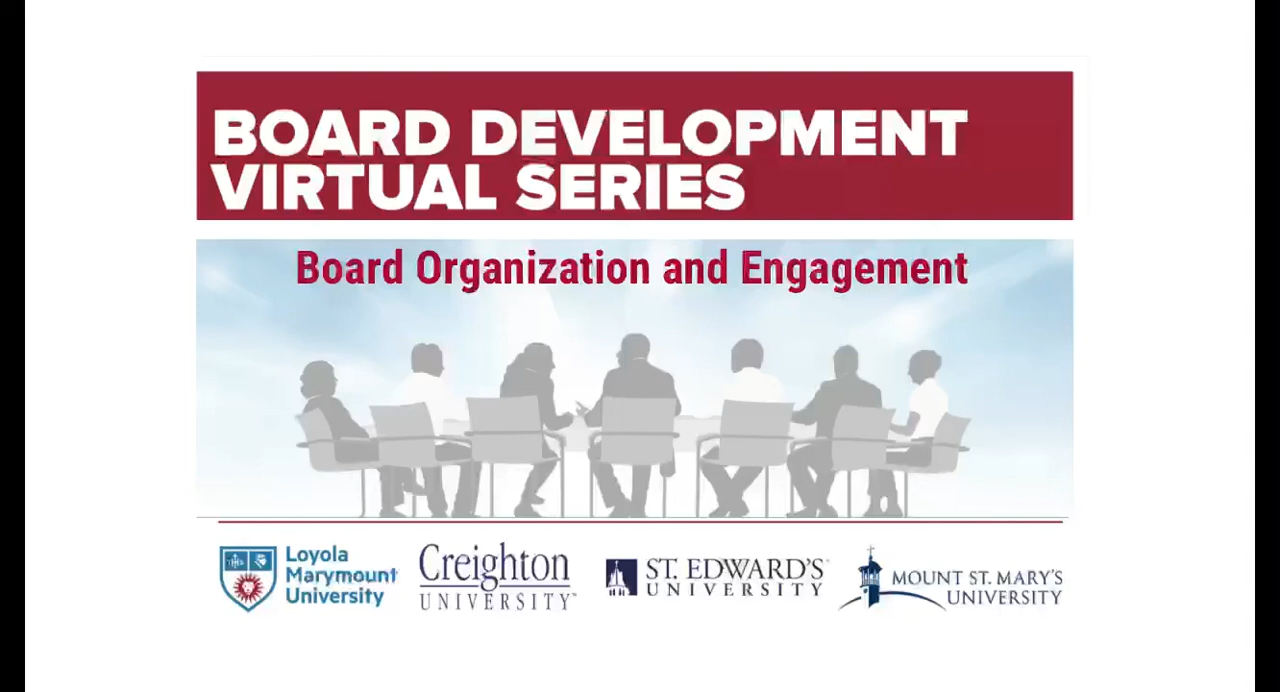 BOARD DEVELOPMENT
VIRTUAL SERIES
Board Organization and Engagement
Loyola
Marymount
University
Creighton
UNIVERSITY
ST. EDWARD'S
UNIVERSITY
MOUNT ST. MARY'S
UNIVERSITY